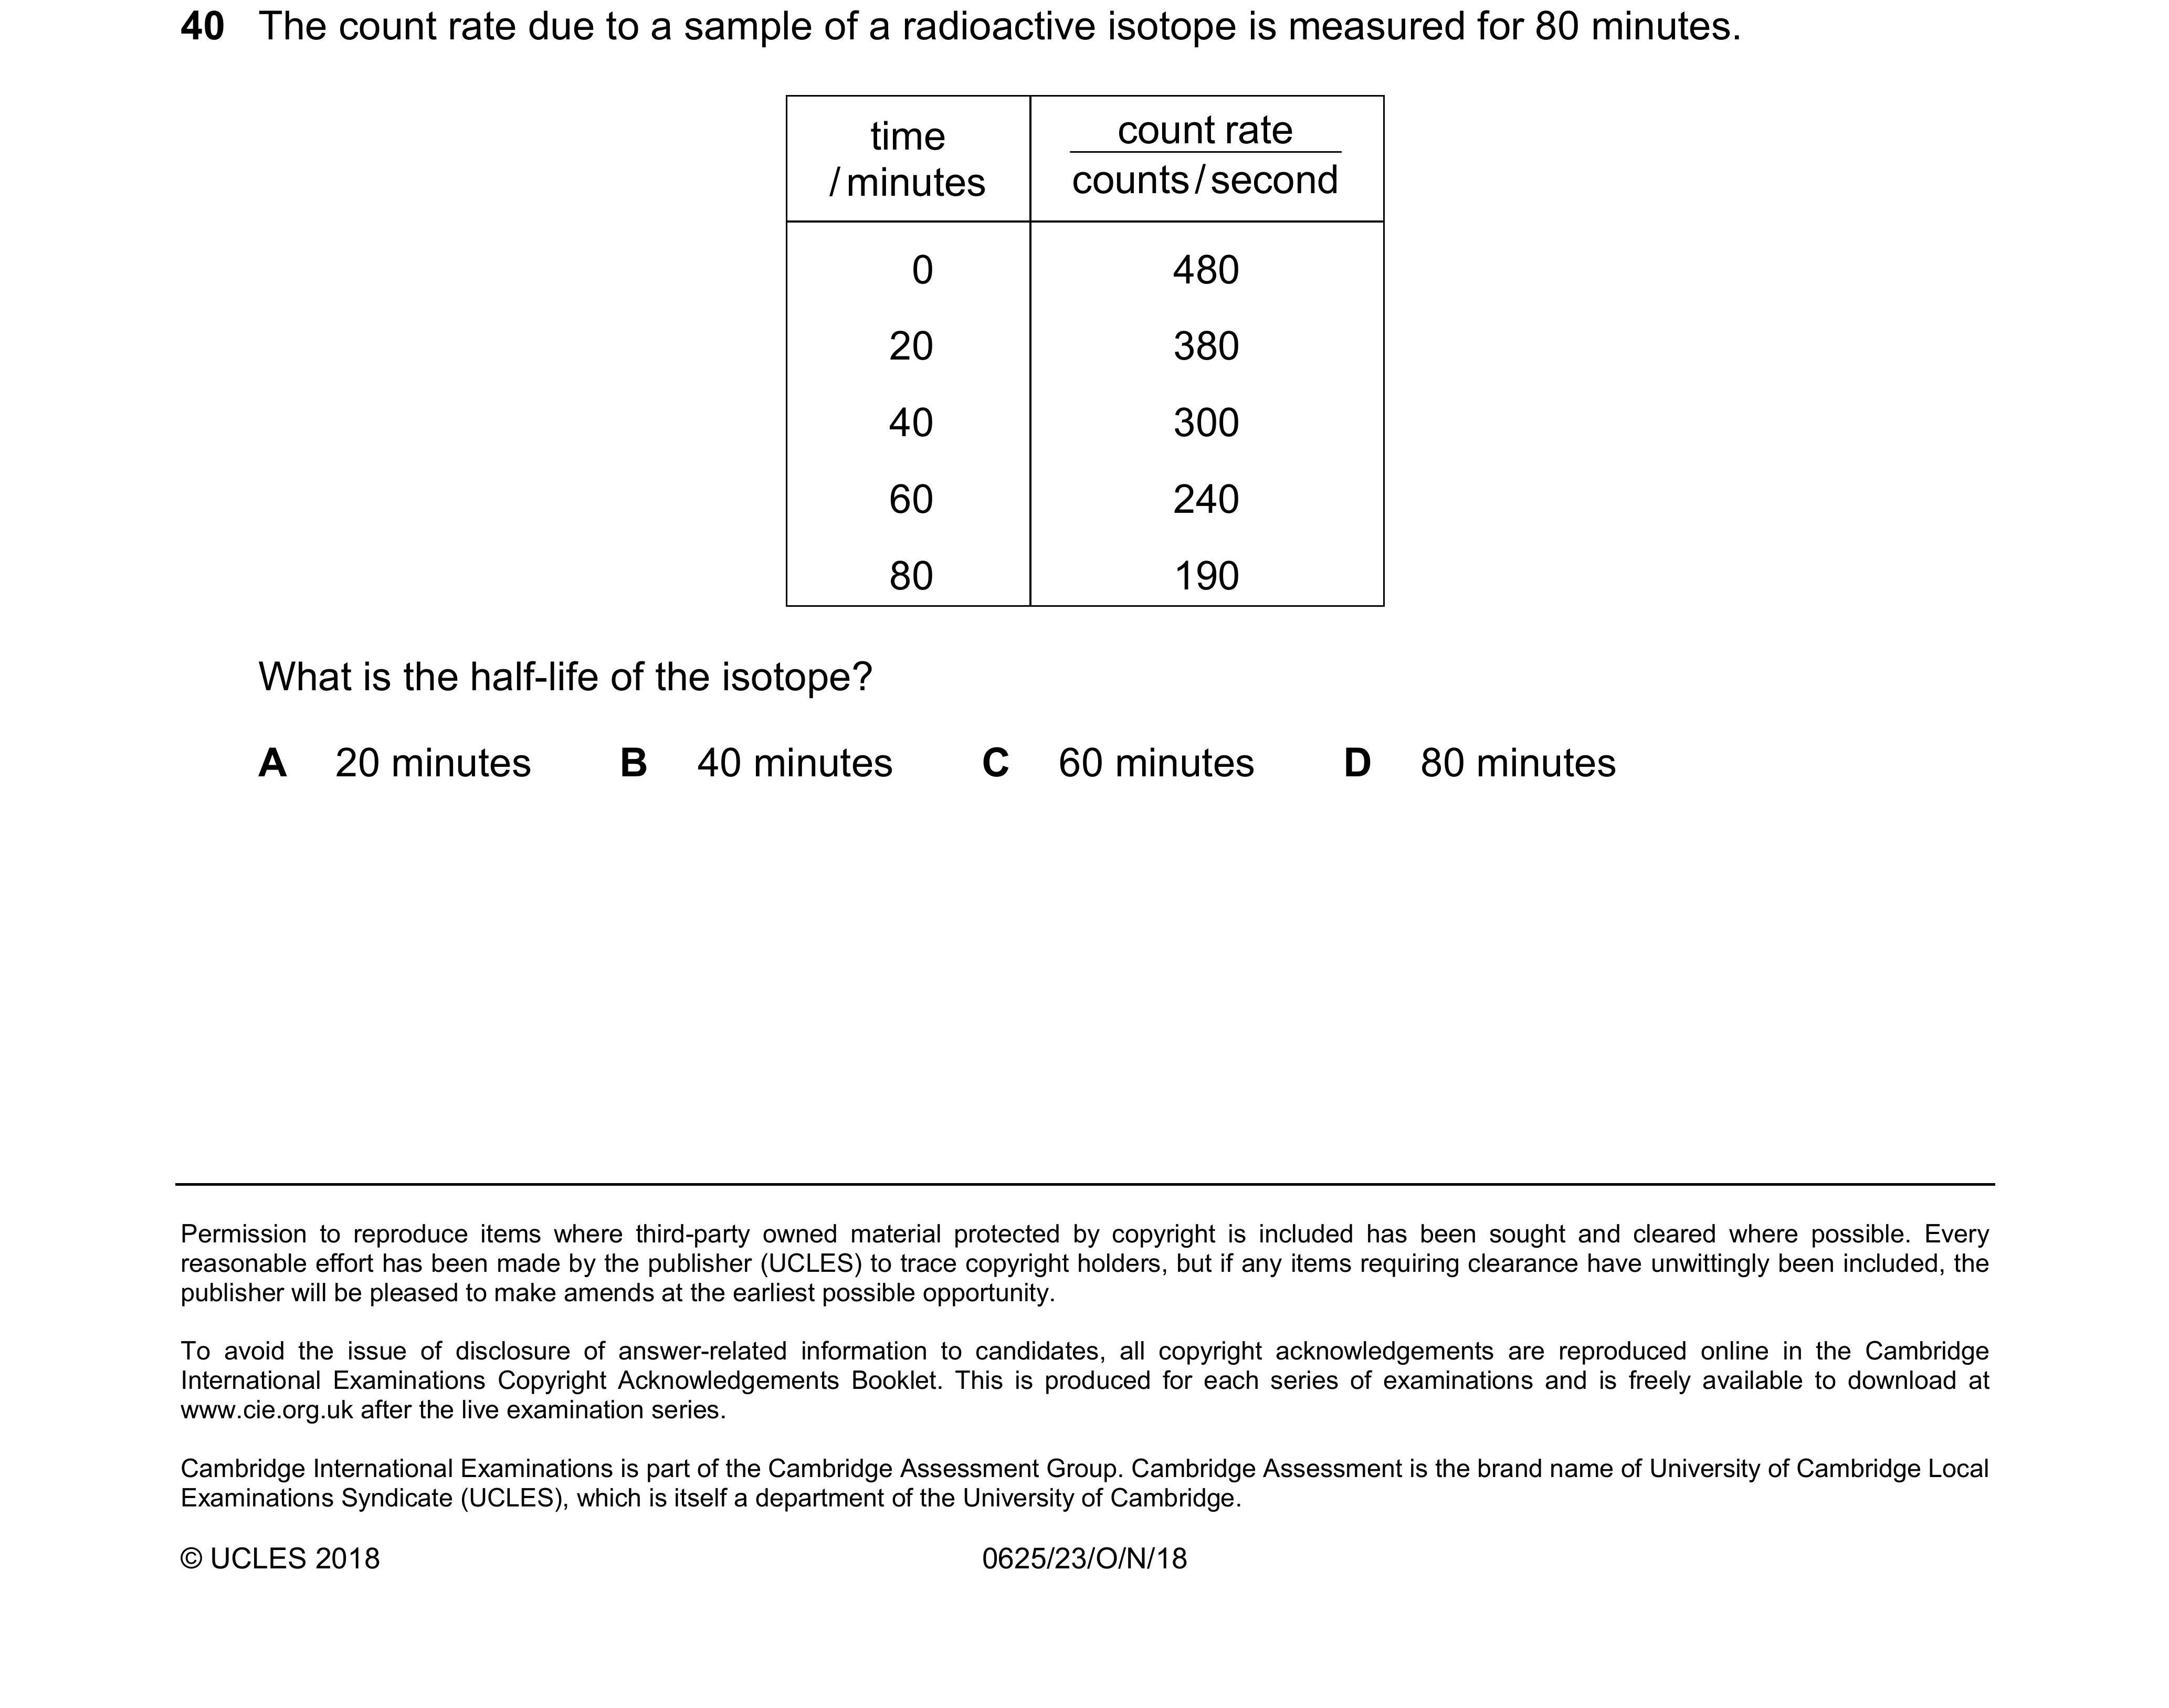 40 The count rate due to a sample of a radioactive isotope is measured for 80 minutes.
time
/ minutes
count rate
counts / second
0 480
20 380
40 300
60 240
80 190
What is the half-life of the isotope?
A 20 minutes B 40 minutes C 60 minutes D 80 minutes
Permission to reproduce items where third-party owned material protected by copyright is included has been sought and cleared where possible. Every
reasonable effort has been made by the publisher (UCLES) to trace copyright holders, but if any items requiring clearance have unwittingly been included, the
publisher will be pleased to make amends at the earliest possible opportunity.
To avoid the issue of disclosure of answer-related information to candidates, all copyright acknowledgements are reproduced online in the Cambridge
International Examinations Copyright Acknowledgements Booklet. This is produced for each series of examinations and is freely available to download at
www.cie.org.uk after the live examination series.
Cambridge International Examinations is part of the Cambridge Assessment Group. Cambridge Assessment is the brand name of University of Cambridge Local
Examinations Syndicate (UCLES), which is itself a department of the University of Cambridge.
© UCLES 2018 0625/23/O/N/18